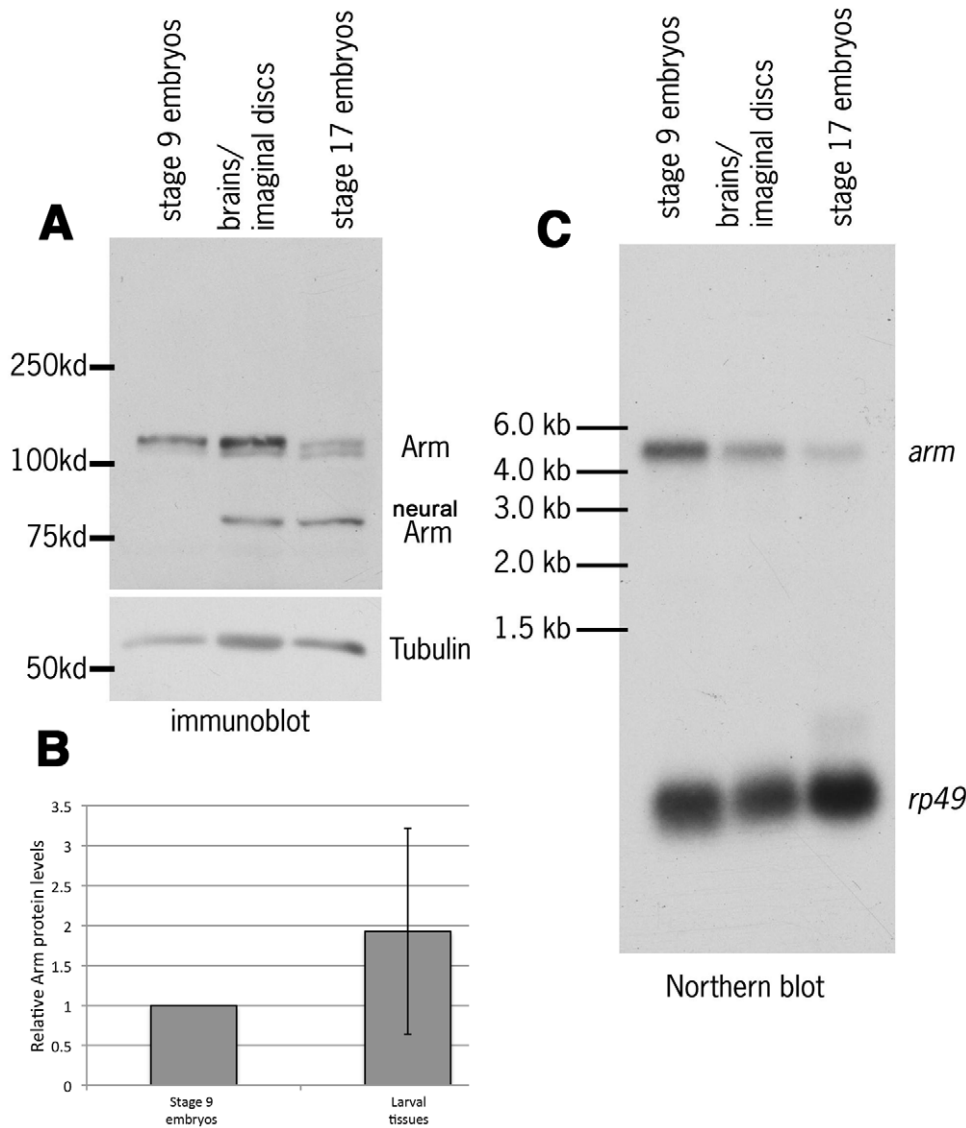 A
stage 9 embryos
brains/
imaginal discs
stage 17 embryos
250kd
100kd
75kd
Arm
neural
Arm
50kd
Tubulin
immunoblot
B
Relative Arm protein levels
3.5
3
2.5
2
1.5
1
0.5
0
Stage 9
embryos
Larval
tissues
C
stage 9 embryos
brains/
imaginal discs
stage 17 embryos
6.0 kb
4.0 kb
3.0 kb
2.0 kb
1.5 kb
arm
rp49
Northern blot